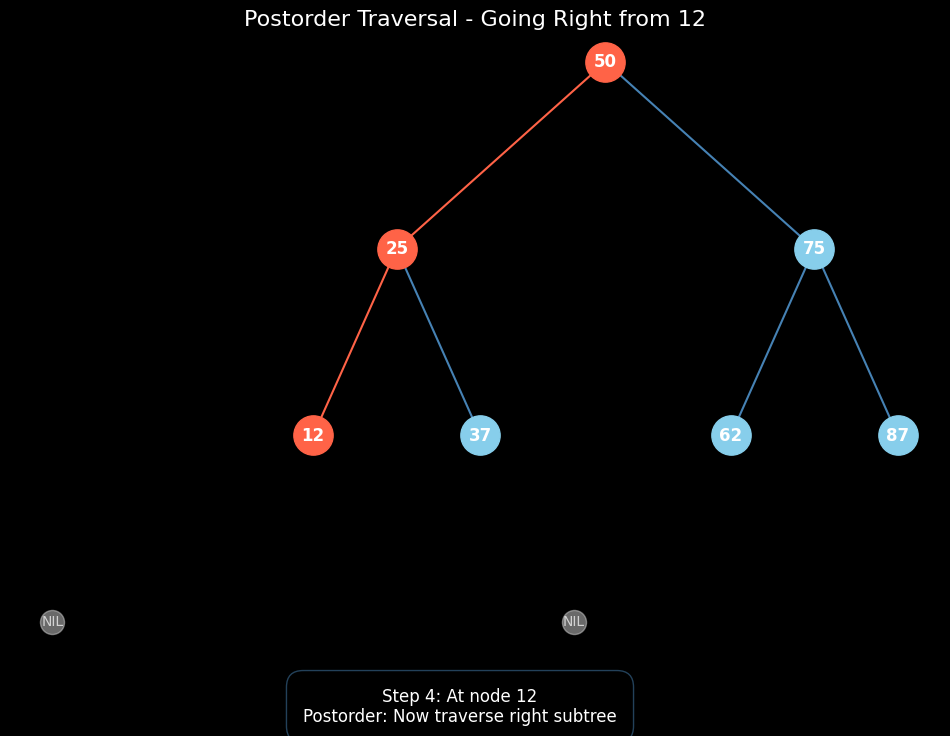 Postorder Traversal - Going Right from 12
50
25
75
12
37
62
87
NIL
NIL
Step 4: At node 12
Postorder: Now traverse right subtree